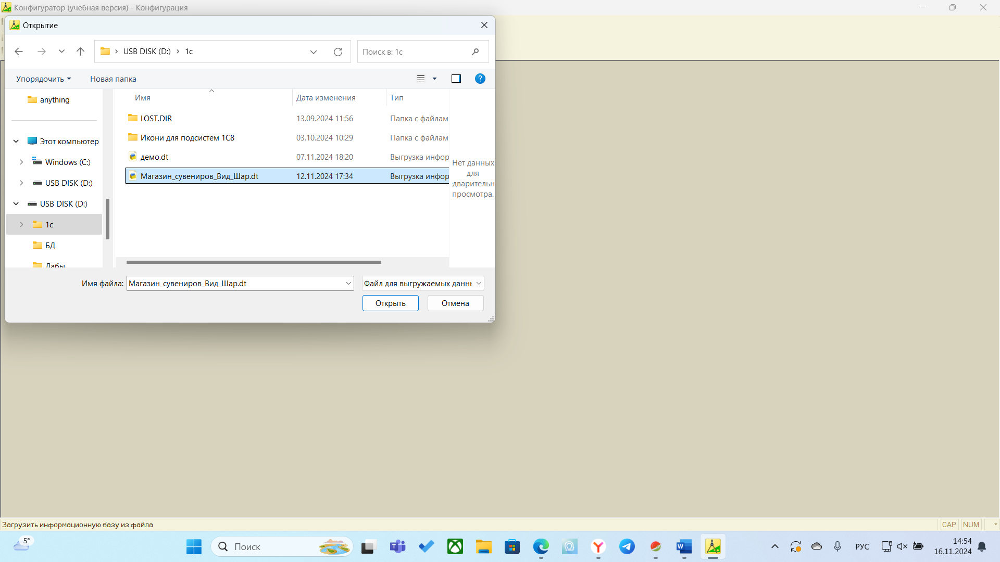 Конфигуратор (учебная версия) - Конфигурация
Открытие
USB DISK (D:) > 1c
Поиск в: 1c
Упорядочить
Новая папка
Имя Дата изменения Тип
anything
Этот компьютер
Windows (C:)
USB DISK (D:)
USB DISK (D:)
1c
БД
Лабы
LOST.DIR 13.09.2024 11:56 Папка с файлам
Икони для подсистем 1С8 03.10.2024 10:29 Папка с файлам
демо.dt 07.11.2024 18:20 Выгрузка инфор
Магазин_сувениров_Вид_Шар.dt 12.11.2024 17:34 Выгрузка инфор
Нет данных
для
дварительн
просмотра.
Имя файла: Магазин_сувениров_Вид_Шар.dt
Файл для выгружаемых данны
Открыть Отмена
Загрузить информационную базу из файла
CAP NUM
5°
Поиск
РУС
14:54
16.11.2024